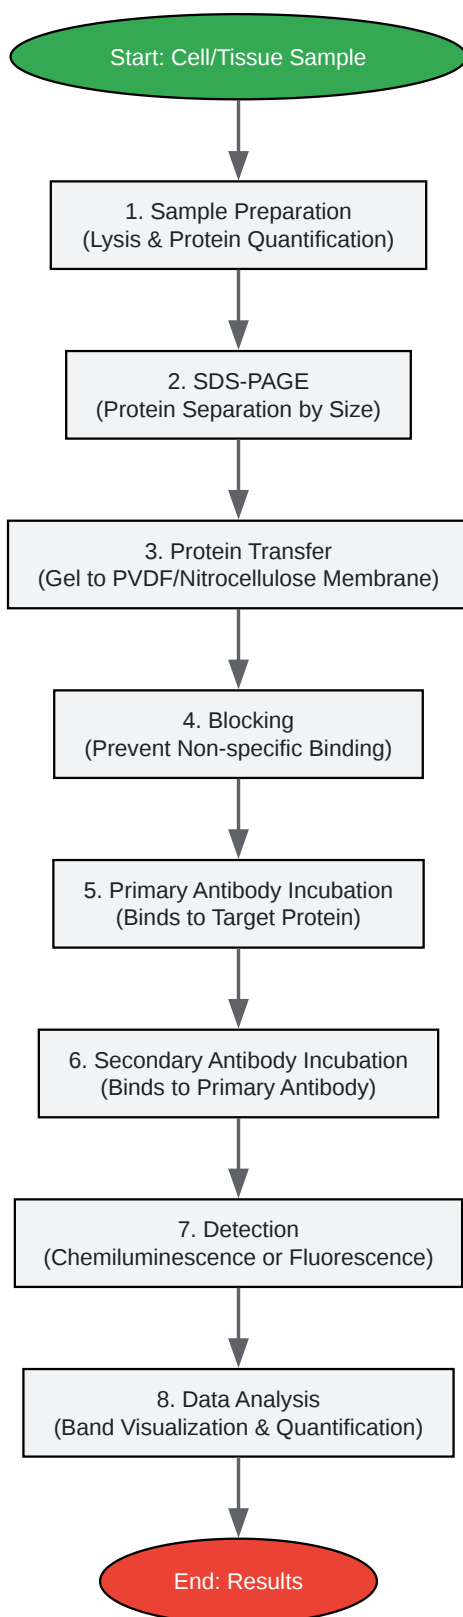 Start: Cell/Tissue Sample
1. Sample Preparation
(Lysis & Protein Quantification)
2. SDS-PAGE
(Protein Separation by Size)
3. Protein Transfer
(Gel to PVDF/Nitrocellulose Membrane)
4. Blocking
(Prevent Non-specific Binding)
5. Primary Antibody Incubation
(Binds to Target Protein)
6. Secondary Antibody Incubation
(Binds to Primary Antibody)
7. Detection
(Chemiluminescence or Fluorescence)
8. Data Analysis
(Band Visualization & Quantification)
End: Results